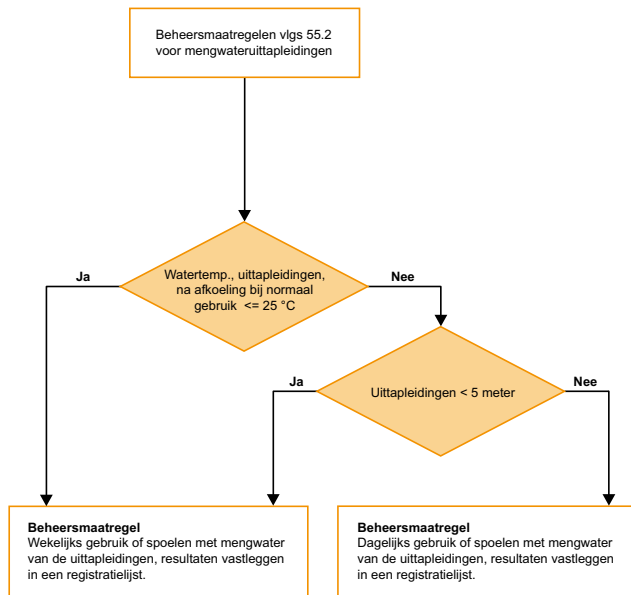 Beheersmaatregelen vlgs 55.2
voor mengwateruittapleidingen
Ja
Watertemp., uittapleidingen,
na afkoeling bij normaal
gebruik <= 25 °C
Nee
Ja
Uittapleidingen < 5 meter
Nee
Beheersmaatregel
Wekelijks gebruik of spoelen met mengwater
van de uittapleidingen, resultaten vastleggen
in een registratielijst.
Beheersmaatregel
Dagelijks gebruik of spoelen met mengwater
van de uittapleidingen, resultaten vastleggen
in een registratielijst.